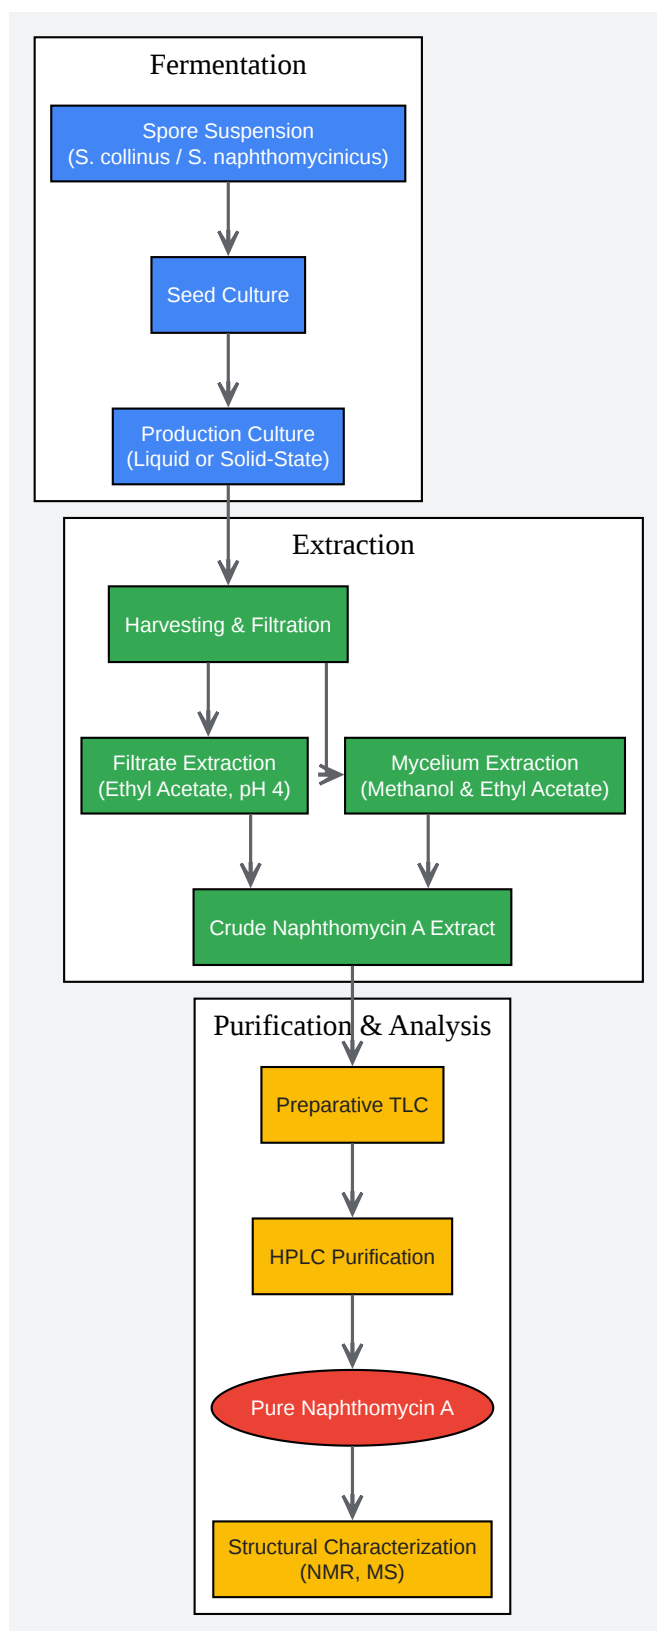 Fermentation
Spore Suspension
(S. collinus / S. naphthomycinicus)
Seed Culture
Production Culture
(Liquid or Solid-State)
Extraction
Harvesting & Filtration
Filtrate Extraction
(Ethyl Acetate, pH 4)
Mycelium Extraction
(Methanol & Ethyl Acetate)
Crude Naphthomycin A Extract
Purification & Analysis
Preparative TLC
HPLC Purification
Pure Naphthomycin A
Structural Characterization
(NMR, MS)